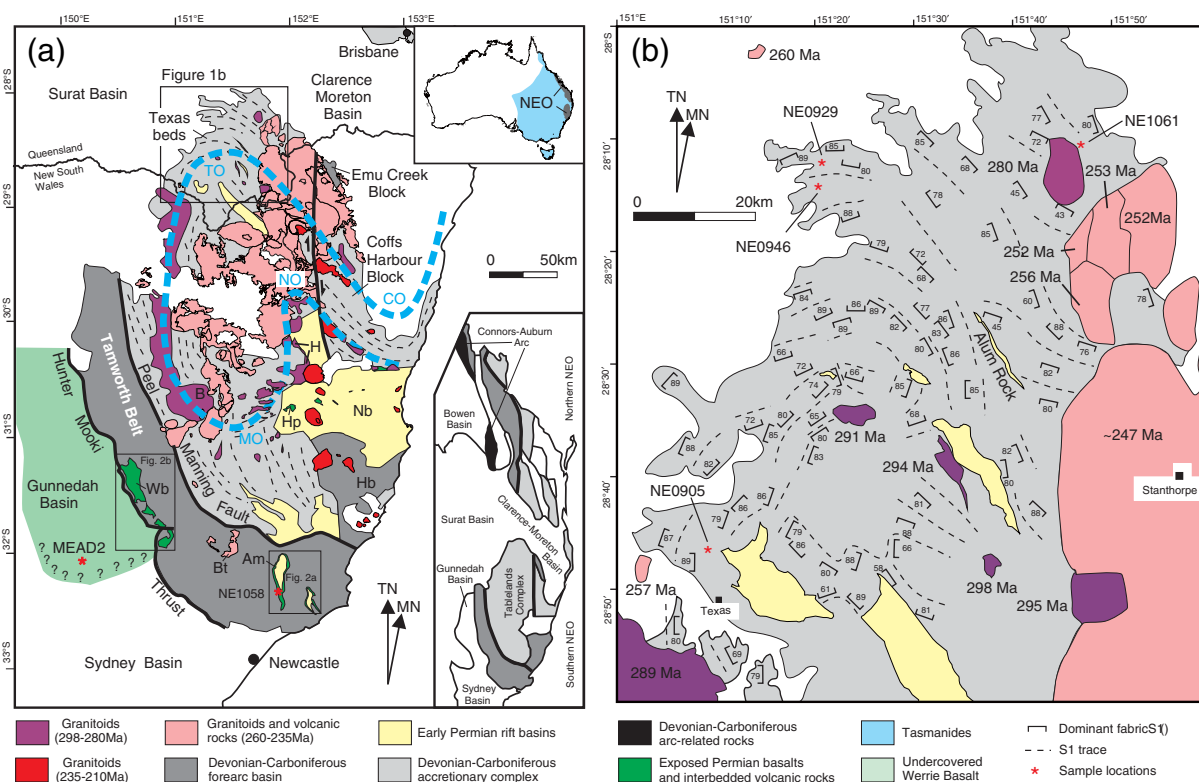 150°E
151°E
152°E
153°E
(a)
Brisbane
28°S
29°S
30°S
31°S
32°S
33°S
Figure 1b
Surat Basin
Clarence
Moreton
Basin
NEO
Texas
beds
Queensland
New South
Wales
TO
Emu Creek
Block
Coffs
Harbour
Block
0
50km
NO
CO
H
B
Nb
Hp
MO
Hunter
Mooki
Thrust
Tamworth Belt
Peel
Manning
Fault
Fig. 2b
Wb
Gunnedah
Basin
Hb
MEAD2
? ? ? ? ? ? ? ?
Bt
Am
Fig. 2a
NE1058
TN
MN
Sydney Basin
Newcastle
Connors-Auburn
Arc
Bowen
Basin
Northern NEO
Surat Basin
Clarence-Moreton
Basin
Gunnedah
Basin
Tablelands
Complex
Southern NEO
Sydney
Basin
(b)
151°E
151°10
151°20
151°30
151°40
151°50
28°S
28°10
28°20
28°30
28°40
28°50
260 Ma
TN
MN
NE0929
NE1061
NE0946
0
20km
280 Ma
253 Ma
252Ma
252 Ma
256 Ma
Alum Rock
291 Ma
294 Ma
~247 Ma
Stanthorpe
NE0905
257 Ma
Texas
298 Ma
295 Ma
289 Ma
Granitoids
(298-280Ma)
Granitoids and volcanic
rocks (260-235Ma)
Early Permian rift basins
Granitoids
(235-210Ma)
Devonian-Carboniferous
forearc basin
Devonian-Carboniferous
accretionary complex
Devonian-Carboniferous
arc-related rocks
Tasmanides
Dominant fabricS1()
S1 trace
Exposed Permian basalts
and interbedded volcanic rocks
Undercovered
Werrie Basalt
Sample locations